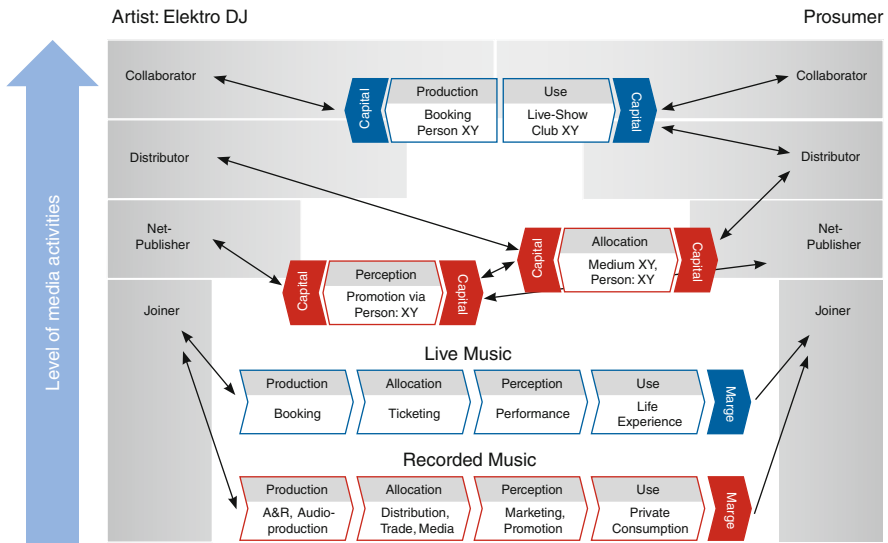 Artist: Elektro DJ
Prosumer
Level of media activities
Collaborator
Capital
Production
Booking
Person XY
Use
Live-Show
Club XY
Capital
Collaborator
Distributor
Distributor
Net-
Publisher
Capital
Perception
Promotion via
Person: XY
Capital
Capital
Allocation
Medium XY,
Person: XY
Capital
Net-
Publisher
Joiner
Joiner
Live Music
Production
Booking
Allocation
Ticketing
Perception
Performance
Use
Life
Experience
Marge
Recorded Music
Production
A&R, Audio-
production
Allocation
Distribution,
Trade, Media
Perception
Marketing,
Promotion
Use
Private
Consumption
Marge